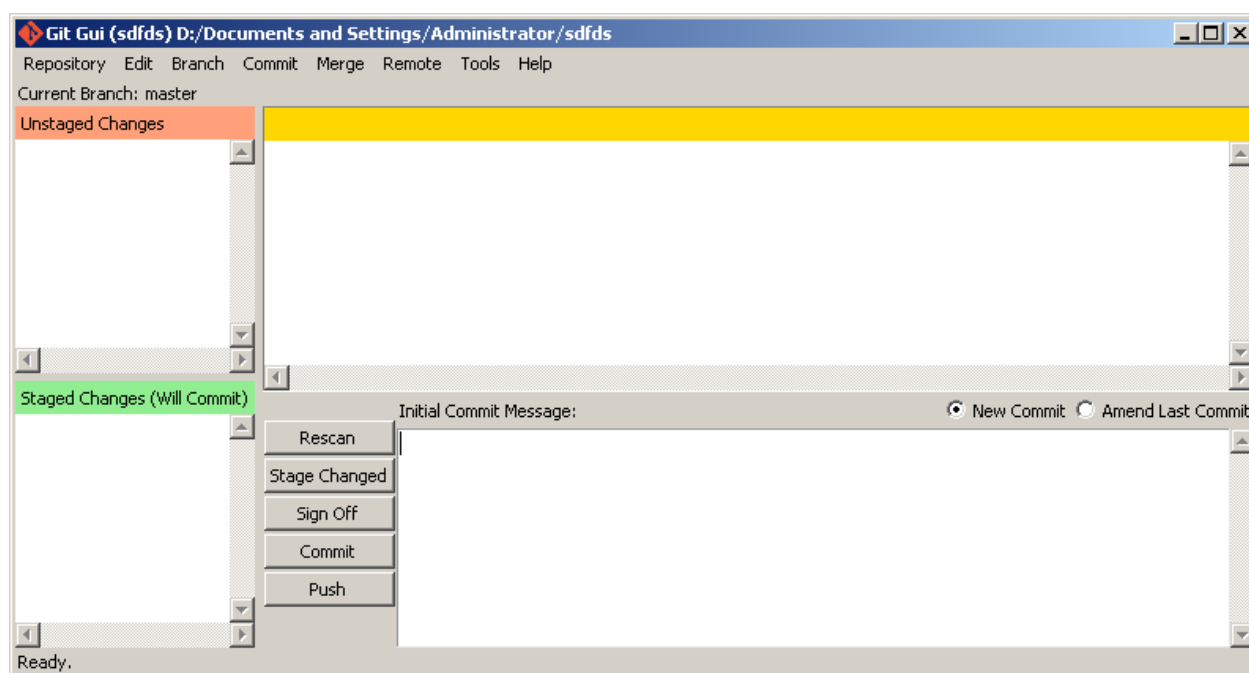 Git Gui (sdfds) D:/Documents and Settings/Administrator/sdfds
Repository Edit Branch Commit Merge Remote Tools Help
Current Branch: master
Unstaged Changes
Staged Changes (Will Commit)
Initial Commit Message:
New Commit
Amend Last Commit
Rescan
Stage Changed
Sign Off
Commit
Push
Ready.